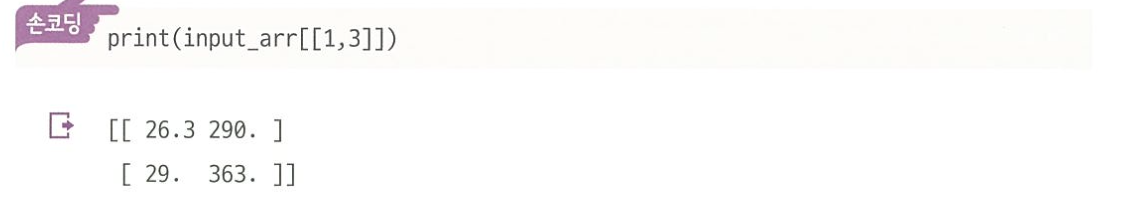 손코딩
print(input_arr[[1,3]])
[[ 26.3 290. ]
 [ 29.  363. ]]